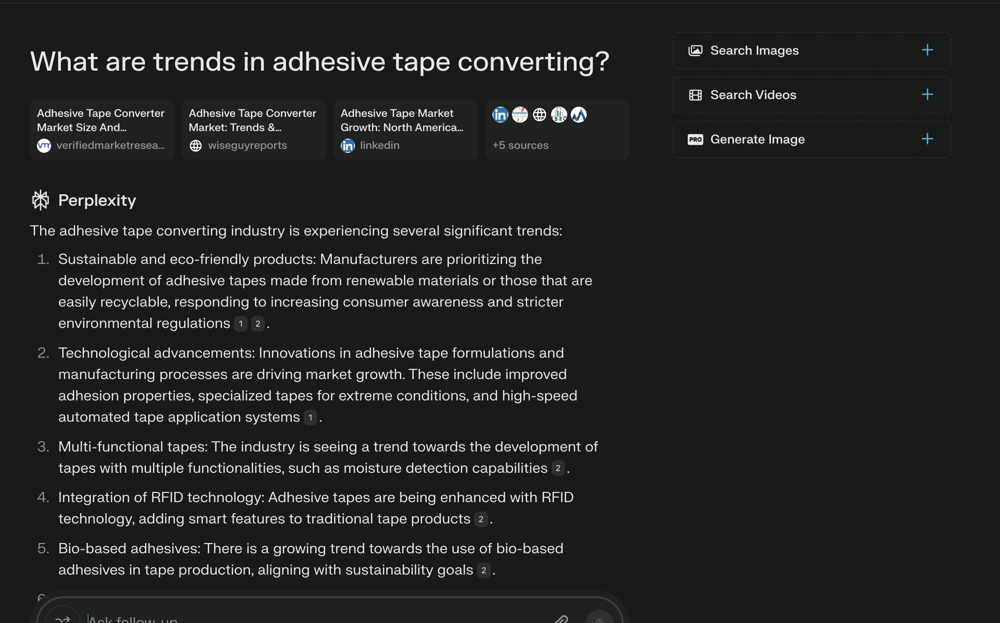 What are trends in adhesive tape converting?
Adhesive Tape Converter
Market Size And...
verifiedmarketresea...
Adhesive Tape Converter
Market: Trends &...
wiseguyreports
Adhesive Tape Market
Growth: North America...
in linkedin
in
TBRC
+5 sources
Search Images
Search Videos
PRO Generate Image
Perplexity
The adhesive tape converting industry is experiencing several significant trends:
1. Sustainable and eco-friendly products: Manufacturers are prioritizing the
development of adhesive tapes made from renewable materials or those that are
easily recyclable, responding to increasing consumer awareness and stricter
environmental regulations 1 2 .
2. Technological advancements: Innovations in adhesive tape formulations and
manufacturing processes are driving market growth. These include improved
adhesion properties, specialized tapes for extreme conditions, and high-speed
automated tape application systems 1 .
3. Multi-functional tapes: The industry is seeing a trend towards the development of
tapes with multiple functionalities, such as moisture detection capabilities 2 .
4. Integration of RFID technology: Adhesive tapes are being enhanced with RFID
technology, adding smart features to traditional tape products 2 .
5. Bio-based adhesives: There is a growing trend towards the use of bio-based
adhesives in tape production, aligning with sustainability goals 2 .
Ask follow-up